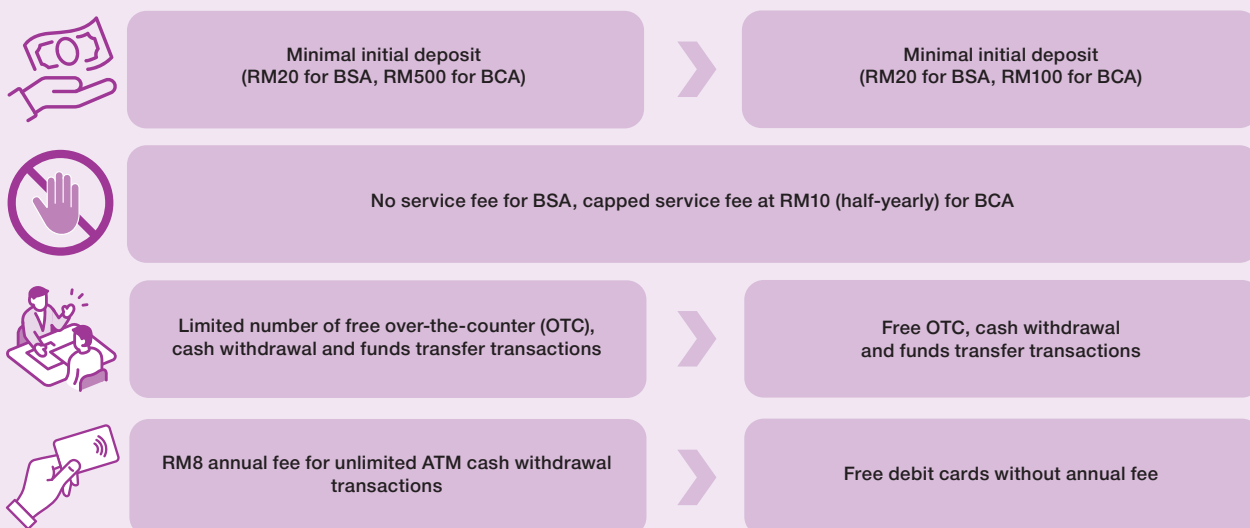 Minimal initial deposit
(RM20 for BSA, RM500 for BCA)
Minimal initial deposit
(RM20 for BSA, RM100 for BCA)
No service fee for BSA, capped service fee at RM10 (half-yearly) for BCA
Limited number of free over-the-counter (OTC),
cash withdrawal and funds transfer transactions
Free OTC, cash withdrawal
and funds transfer transactions
RM8 annual fee for unlimited ATM cash withdrawal
transactions
Free debit cards without annual fee